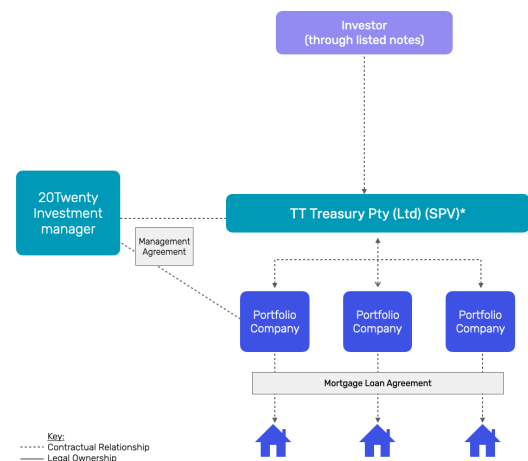 Investor
(through listed notes)
20Twenty
Investment
manager
TT Treasury Pty (Ltd) (SPV)*
Management
Agreement
Portfolio
Company
Portfolio
Company
Portfolio
Company
Mortgage Loan Agreement
Key:
Contractual Relationship
Legal Ownership